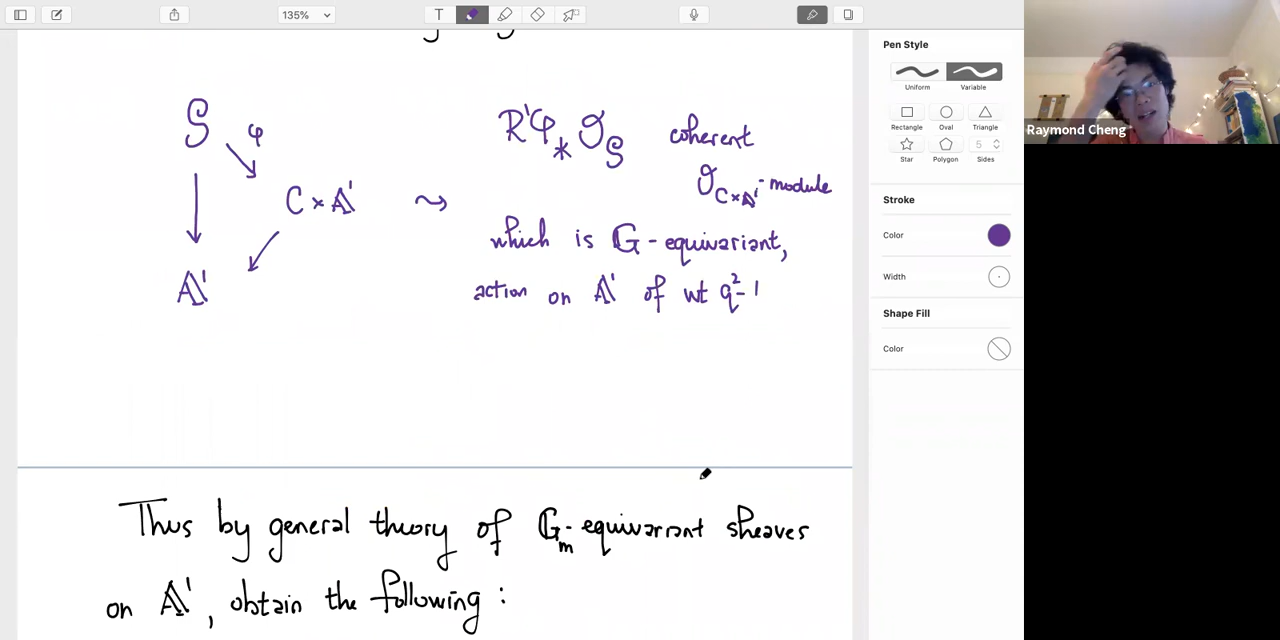 135%
T
Pen Style
Uniform
Variable
Rectangle
Oval
Triangle
Star
Polygon
5
Sides
Stroke
Color
Width
Shape Fill
Color
Raymond Cheng
S
φ
C × A¹
A¹
⇝
R¹φ_* O_S coherent
O_{C×A¹}-module
which is G-equivariant,
action on A¹ of wt q²-1
Thus by general theory of G_m-equivariant sheaves
on A¹, obtain the following: